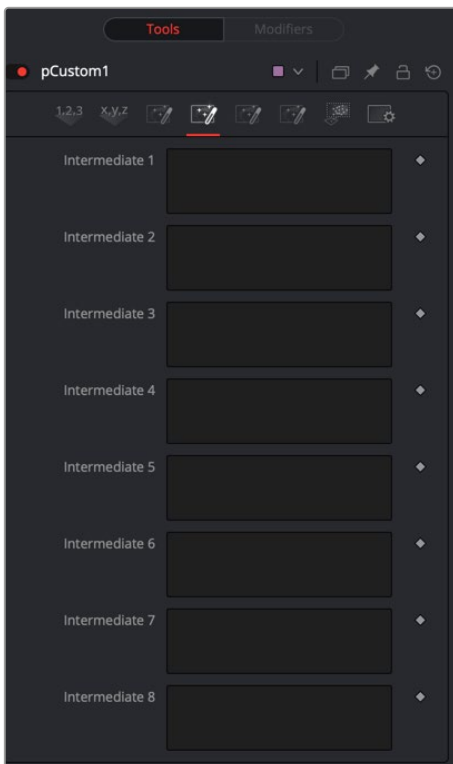 Tools Modifiers
pCustom1
1,2,3 x,y,z
Intermediate 1
Intermediate 2
Intermediate 3
Intermediate 4
Intermediate 5
Intermediate 6
Intermediate 7
Intermediate 8